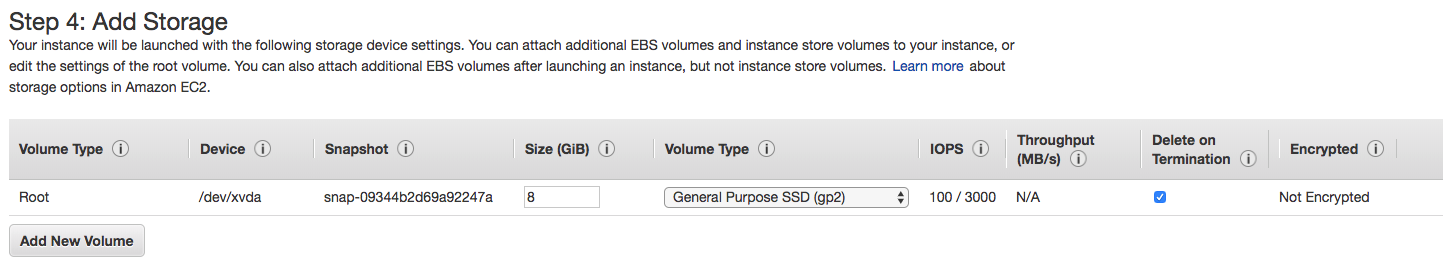 Step 4: Add Storage
Your instance will be launched with the following storage device settings. You can attach additional EBS volumes and instance store volumes to your instance, or
edit the settings of the root volume. You can also attach additional EBS volumes after launching an instance, but not instance store volumes. Learn more about
storage options in Amazon EC2.
Volume Type i Device i Snapshot i Size (GiB) i Volume Type i IOPS i Throughput (MB/s) i Delete on Termination i Encrypted i
Root /dev/xvda snap-09344b2d69a92247a 8 General Purpose SSD (gp2) 100 / 3000 N/A Not Encrypted
Add New Volume